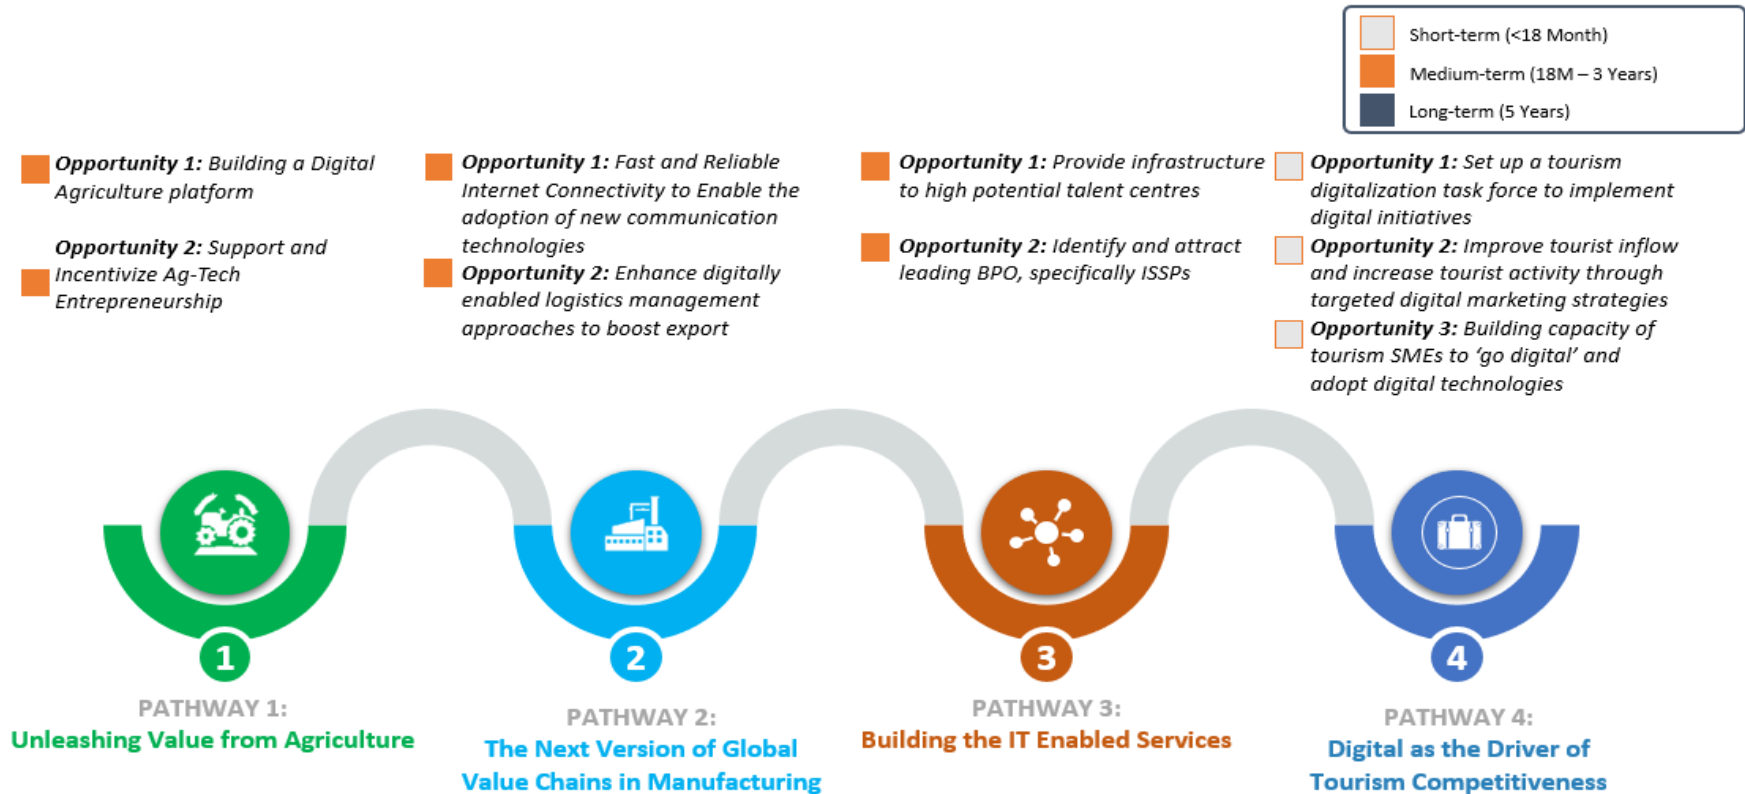 Short-term (<18 Month)
Medium-term (18M – 3 Years)
Long-term (5 Years)
Opportunity 1: Building a Digital
Agriculture platform
Opportunity 2: Support and
Incentivize Ag-Tech
Entrepreneurship
Opportunity 1: Fast and Reliable
Internet Connectivity to Enable the
adoption of new communication
technologies
Opportunity 2: Enhance digitally
enabled logistics management
approaches to boost export
Opportunity 1: Provide infrastructure
to high potential talent centres
Opportunity 2: Identify and attract
leading BPO, specifically ISSPs
Opportunity 1: Set up a tourism
digitalization task force to implement
digital initiatives
Opportunity 2: Improve tourist inflow
and increase tourist activity through
targeted digital marketing strategies
Opportunity 3: Building capacity of
tourism SMEs to ‘go digital’ and
adopt digital technologies
1
PATHWAY 1:
Unleashing Value from Agriculture
2
PATHWAY 2:
The Next Version of Global
Value Chains in Manufacturing
3
PATHWAY 3:
Building the IT Enabled Services
4
PATHWAY 4:
Digital as the Driver of
Tourism Competitiveness